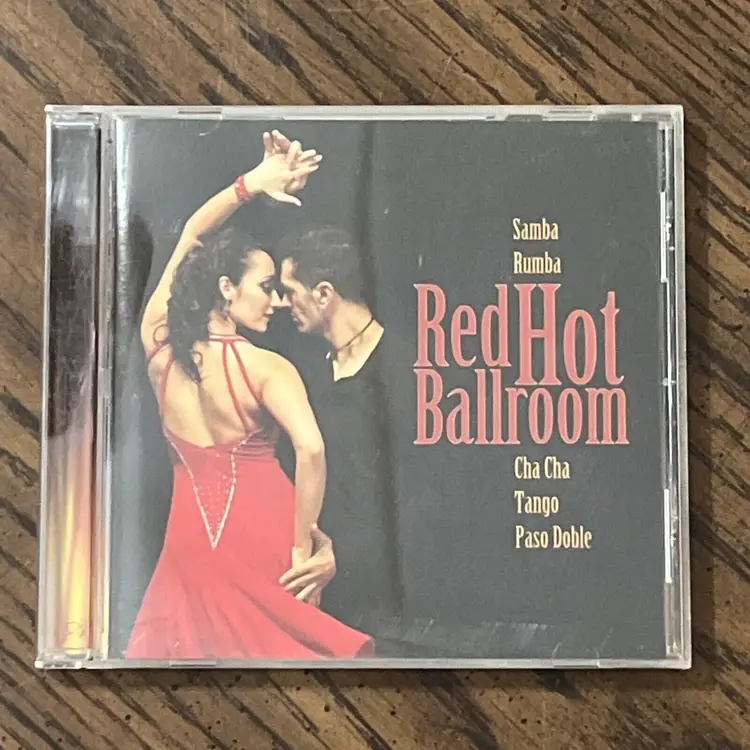 Samba
Rumba
Red Hot
Ballroom
Cha Cha
Tango
Paso Doble